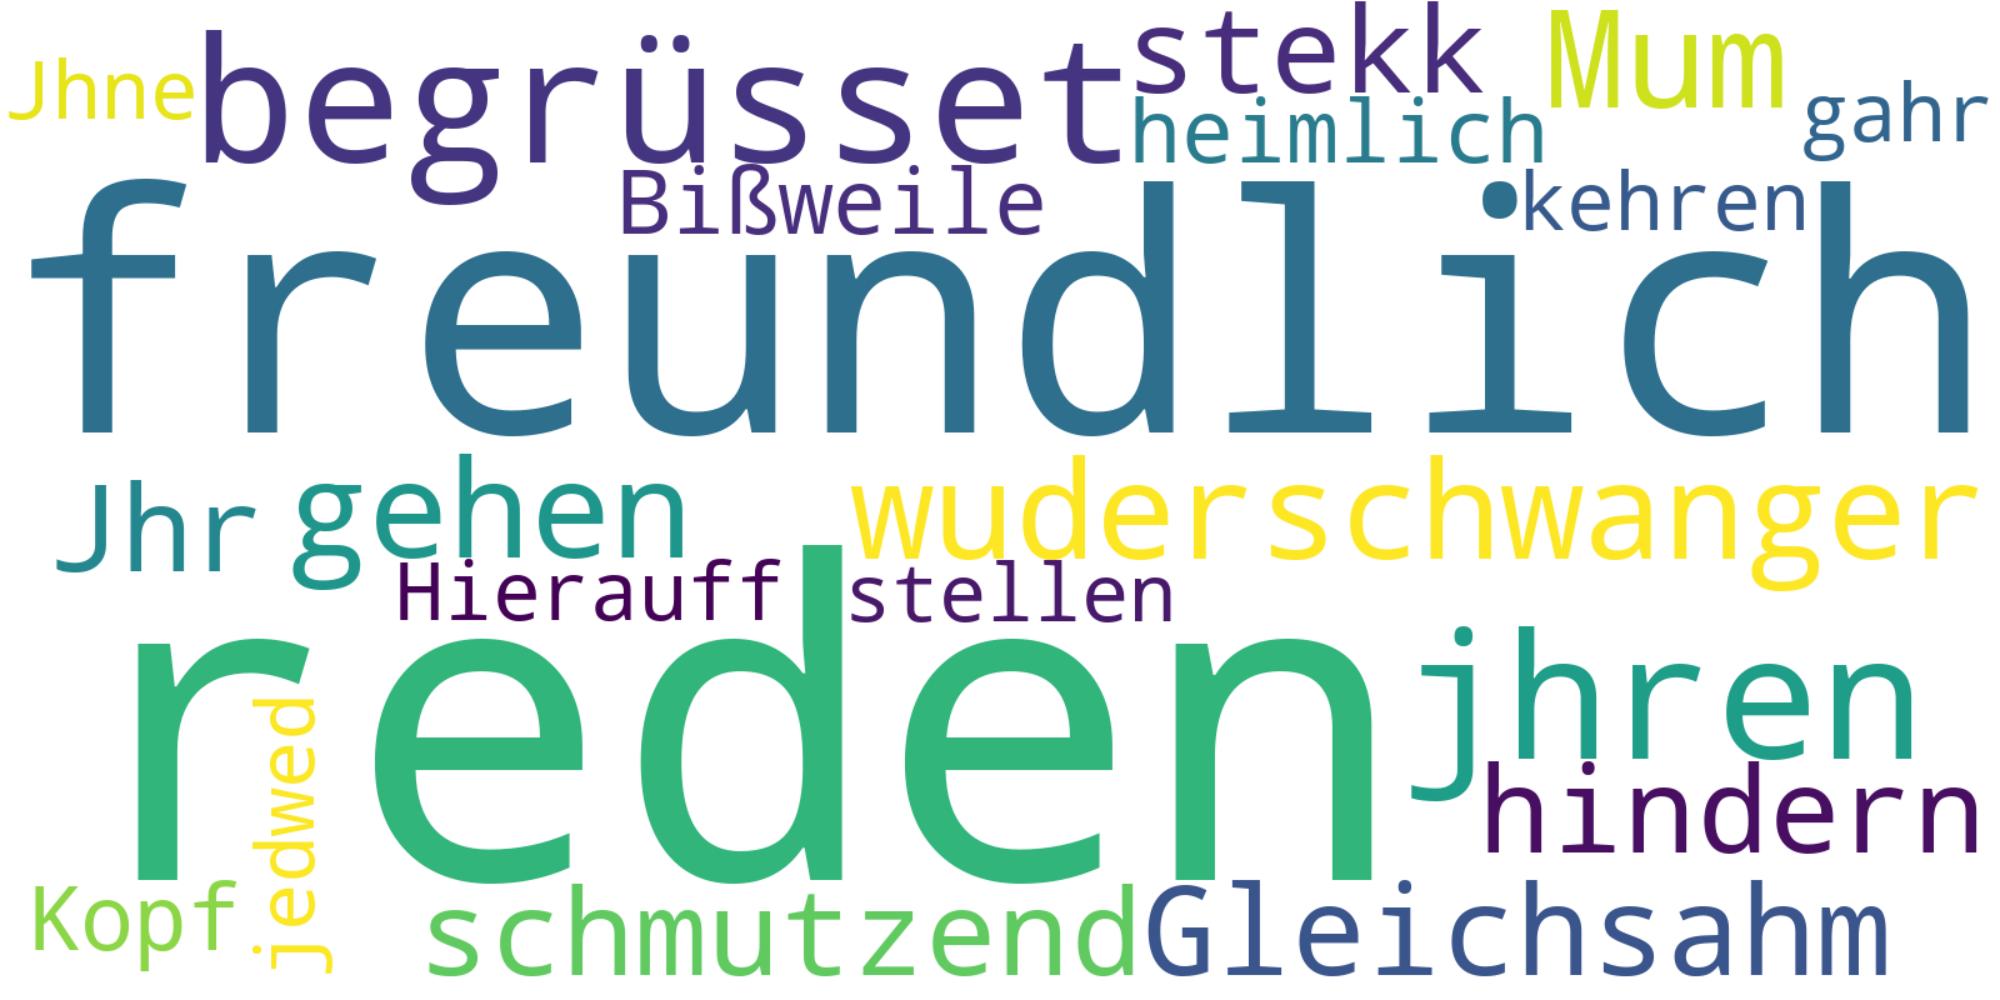 Jhne begrüsset stekk Mum
heimlich gahr
Bißweile kehren
freundlich
Jhr gehen wuderschwanger
Hierauff stellen
reden jhren
jedwed hindern
Kopf schmutzend Gleichsahm